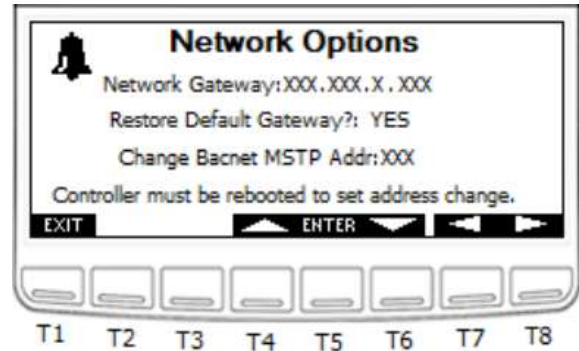 Network Options
Network Gateway:XXX.XXX.X.XXX
Restore Default Gateway?: YES
Change Bacnet MSTP Addr:XXX
Controller must be rebooted to set address change.
EXIT ENTER
T1 T2 T3 T4 T5 T6 T7 T8